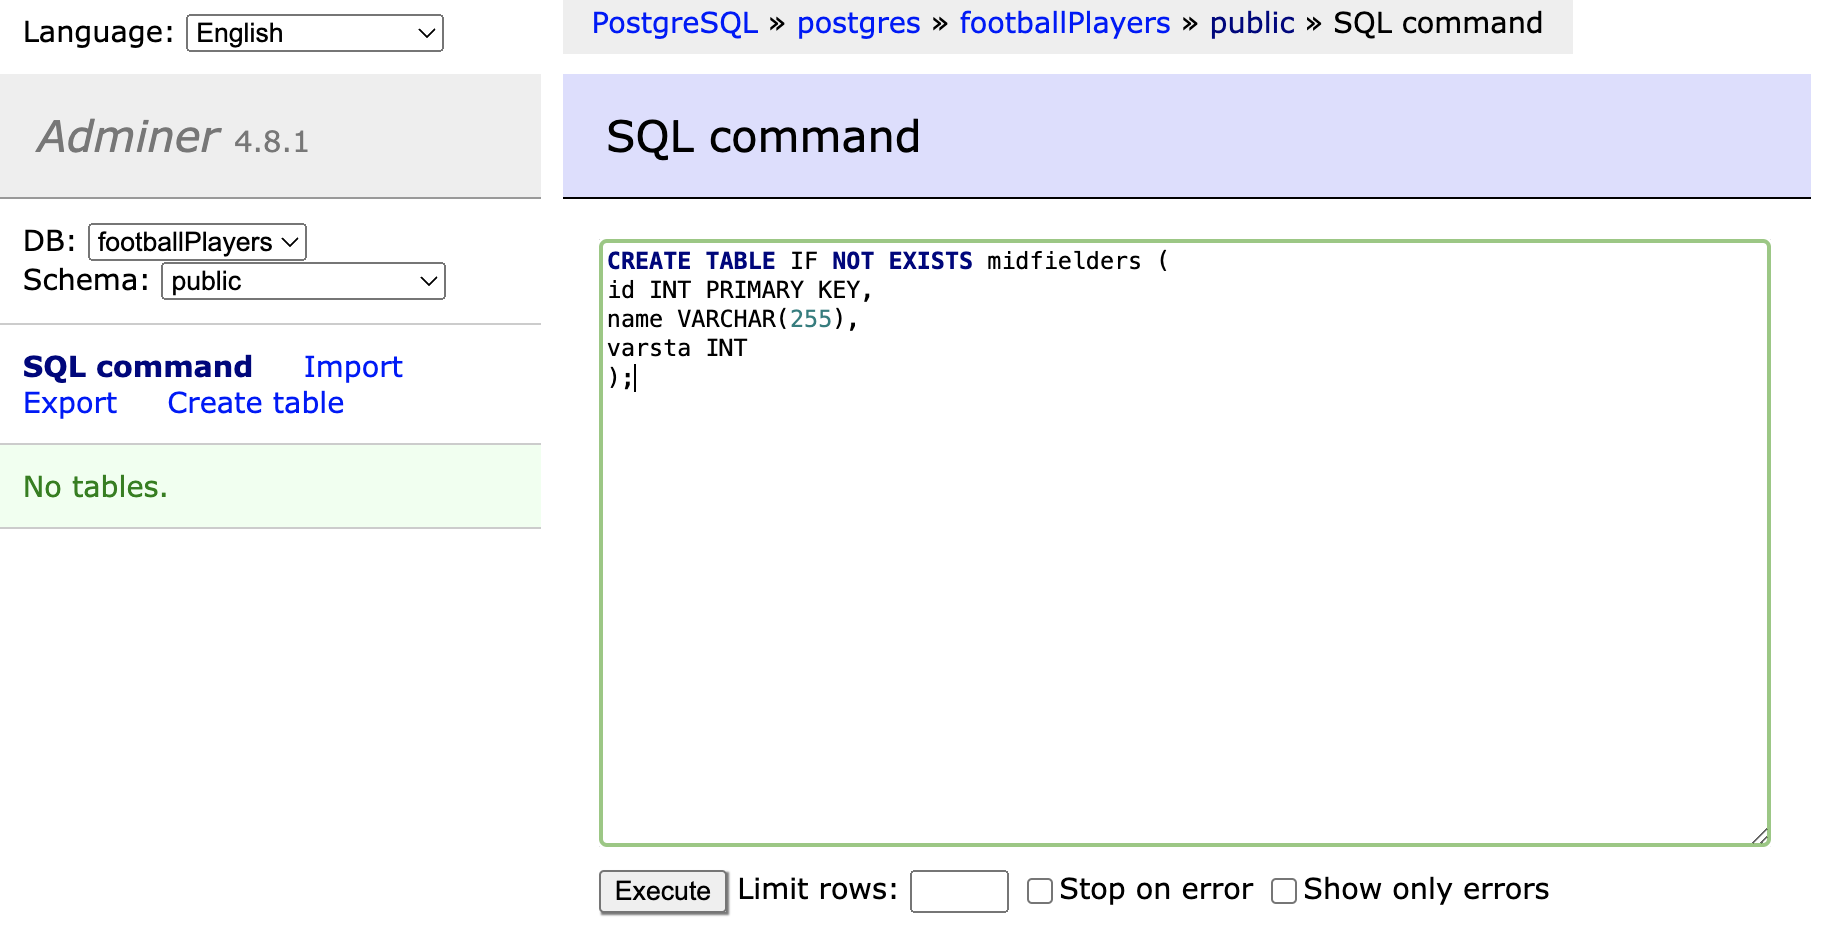 Language: English
PostgreSQL » postgres » footballPlayers » public » SQL command
Adminer 4.8.1
SQL command
DB: footballPlayers
Schema: public
SQL command Import
Export Create table
No tables.
CREATE TABLE IF NOT EXISTS midfielders (
id INT PRIMARY KEY,
name VARCHAR(255),
varsta INT
);
Execute Limit rows: Stop on error Show only errors